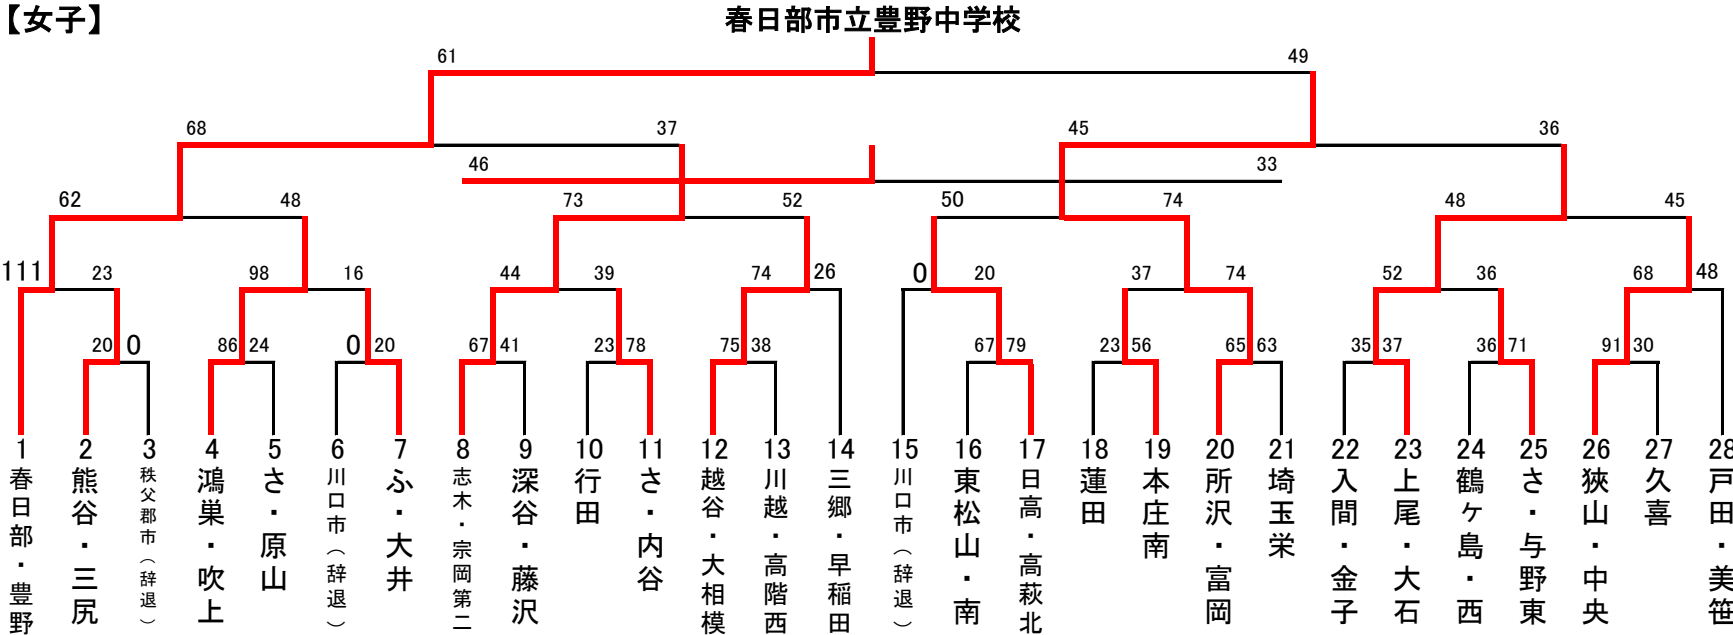 【女子】
春日部市立豊野中学校
61 49
68 37 45 36
46 33
62 48 73 52 50 74 48 45
111 23 98 16 44 39 74 26 0 20 37 74 52 36 68 48
20 0 86 24 0 20 67 41 23 78 75 38 67 79 23 56 65 63 35 37 36 71 91 30
1 2 3 4 5 6 7 8 9 10 11 12 13 14 15 16 17 18 19 20 21 22 23 24 25 26 27 28
春日部・豊野
熊谷・三尻
秩父郡市（辞退）
鴻巣・吹上
さ・原山
川口市（辞退）
ふ・大井
志木・宗岡第二
深谷・藤沢
行田
さ・内谷
越谷・大相模
川越・高階西
三郷・早稲田
川口市（辞退）
東松山・南
日高・高萩北
蓮田
本庄南
所沢・富岡
埼玉栄
入間・金子
上尾・大石
鶴ヶ島・西
さ・与野東
狭山・中央
久喜
戸田・美笹